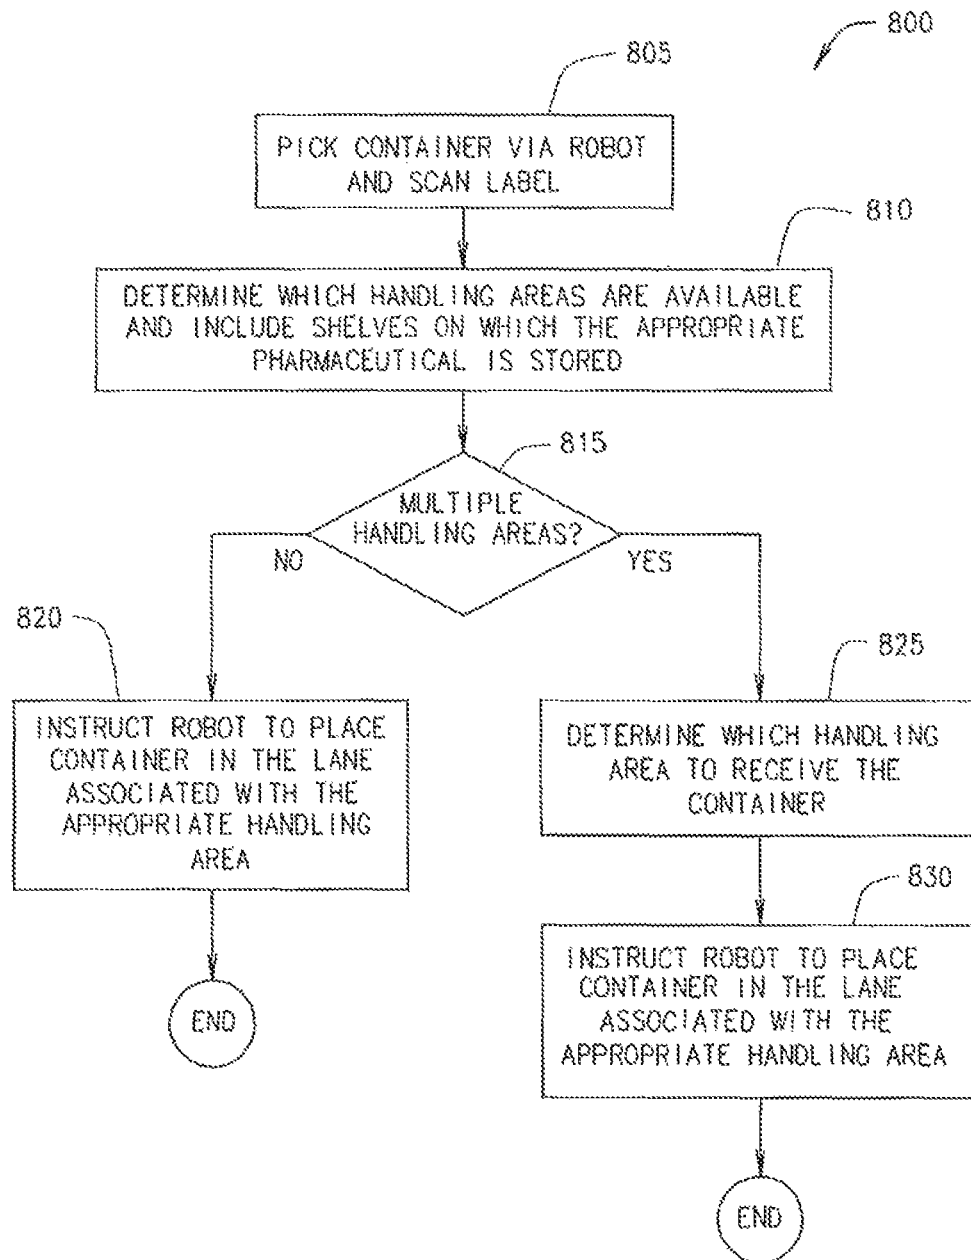 800
805
PICK CONTAINER VIA ROBOT
AND SCAN LABEL
810
DETERMINE WHICH HANDLING AREAS ARE AVAILABLE
AND INCLUDE SHELVES ON WHICH THE APPROPRIATE
PHARMACEUTICAL IS STORED
815
MULTIPLE
HANDLING AREAS?
NO
YES
820
INSTRUCT ROBOT TO PLACE
CONTAINER IN THE LANE
ASSOCIATED WITH THE
APPROPRIATE HANDLING
AREA
END
825
DETERMINE WHICH HANDLING
AREA TO RECEIVE THE
CONTAINER
830
INSTRUCT ROBOT TO PLACE
CONTAINER IN THE LANE
ASSOCIATED WITH THE
APPROPRIATE HANDLING AREA
END